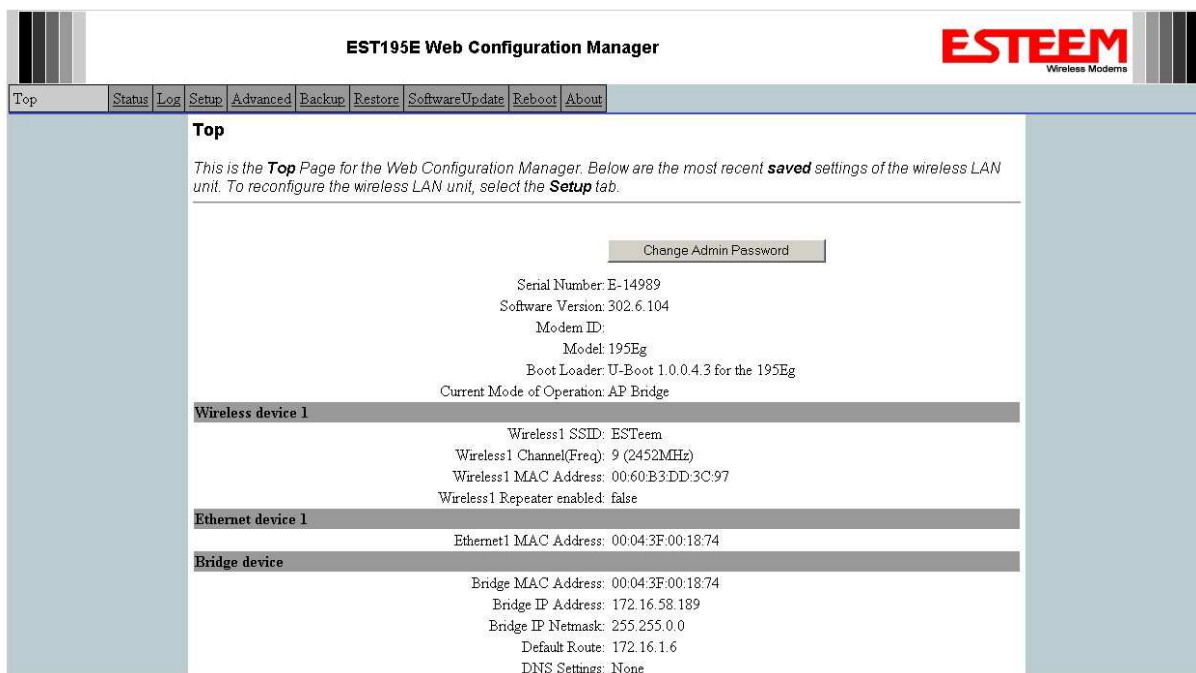 EST195E Web Configuration Manager
ESTEEM
Wireless Modems
Top Status Log Setup Advanced Backup Restore SoftwareUpdate Reboot About
Top
This is the Top Page for the Web Configuration Manager. Below are the most recent saved settings of the wireless LAN
unit. To reconfigure the wireless LAN unit, select the Setup tab.
Change Admin Password
Serial Number: E-14989
Software Version: 302.6.104
Modem ID:
Model: 195Eg
Boot Loader: U-Boot 1.0.0.4.3 for the 195Eg
Current Mode of Operation: AP Bridge
Wireless device 1
Wireless1 SSID: ESTeem
Wireless1 Channel(Freq): 9 (2452MHz)
Wireless1 MAC Address: 00:60:B3:DD:3C:97
Wireless1 Repeater enabled: false
Ethernet device 1
Ethernet1 MAC Address: 00:04:3F:00:18:74
Bridge device
Bridge MAC Address: 00:04:3F:00:18:74
Bridge IP Address: 172.16.58.189
Bridge IP Netmask: 255.255.0.0
Default Route: 172.16.1.6
DNS Settings: None